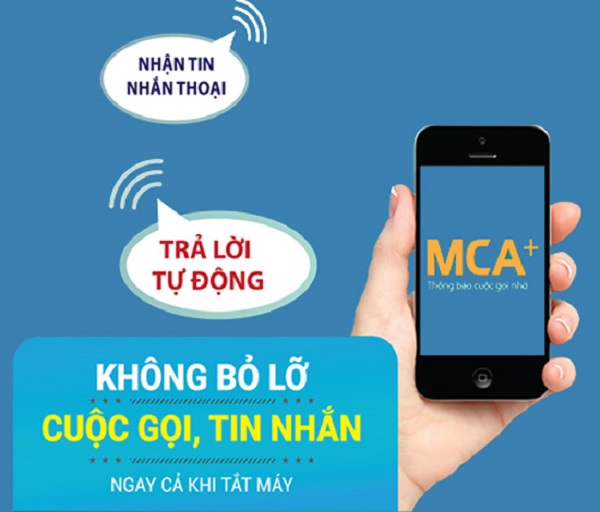 NHẬN TIN
NHẮN THOẠI
TRẢ LỜI
TỰ ĐỘNG
MCA+
Thông báo cuộc gọi nhỡ
KHÔNG BỎ LỠ
CUỘC GỌI, TIN NHẮN
NGAY CẢ KHI TẮT MÁY